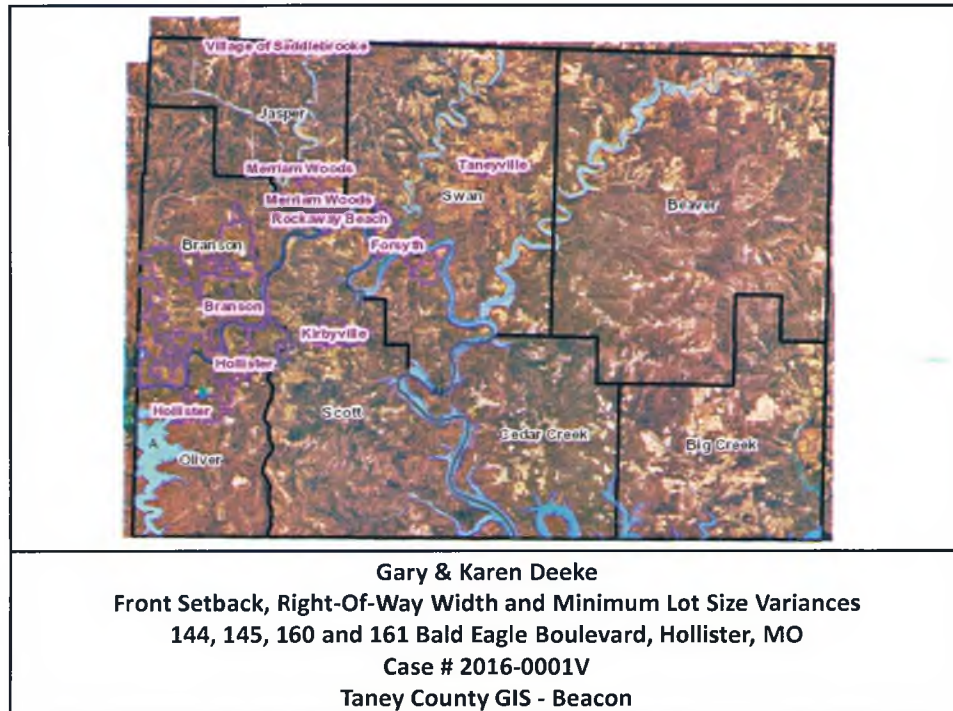 Village of Saddlebrooke
Jasper
Merriam Woods
Taneyville
Merriam Woods
Swan
Beaver
Rockaway Beach
Branson
Forsyth
Branson
Kirbyville
Hollister
Hollister
Scott
Cedar Creek
Big Creek
A
Oliver
Gary & Karen Deeke
Front Setback, Right-Of-Way Width and Minimum Lot Size Variances
144, 145, 160 and 161 Bald Eagle Boulevard, Hollister, MO
Case # 2016-0001V
Taney County GIS - Beacon